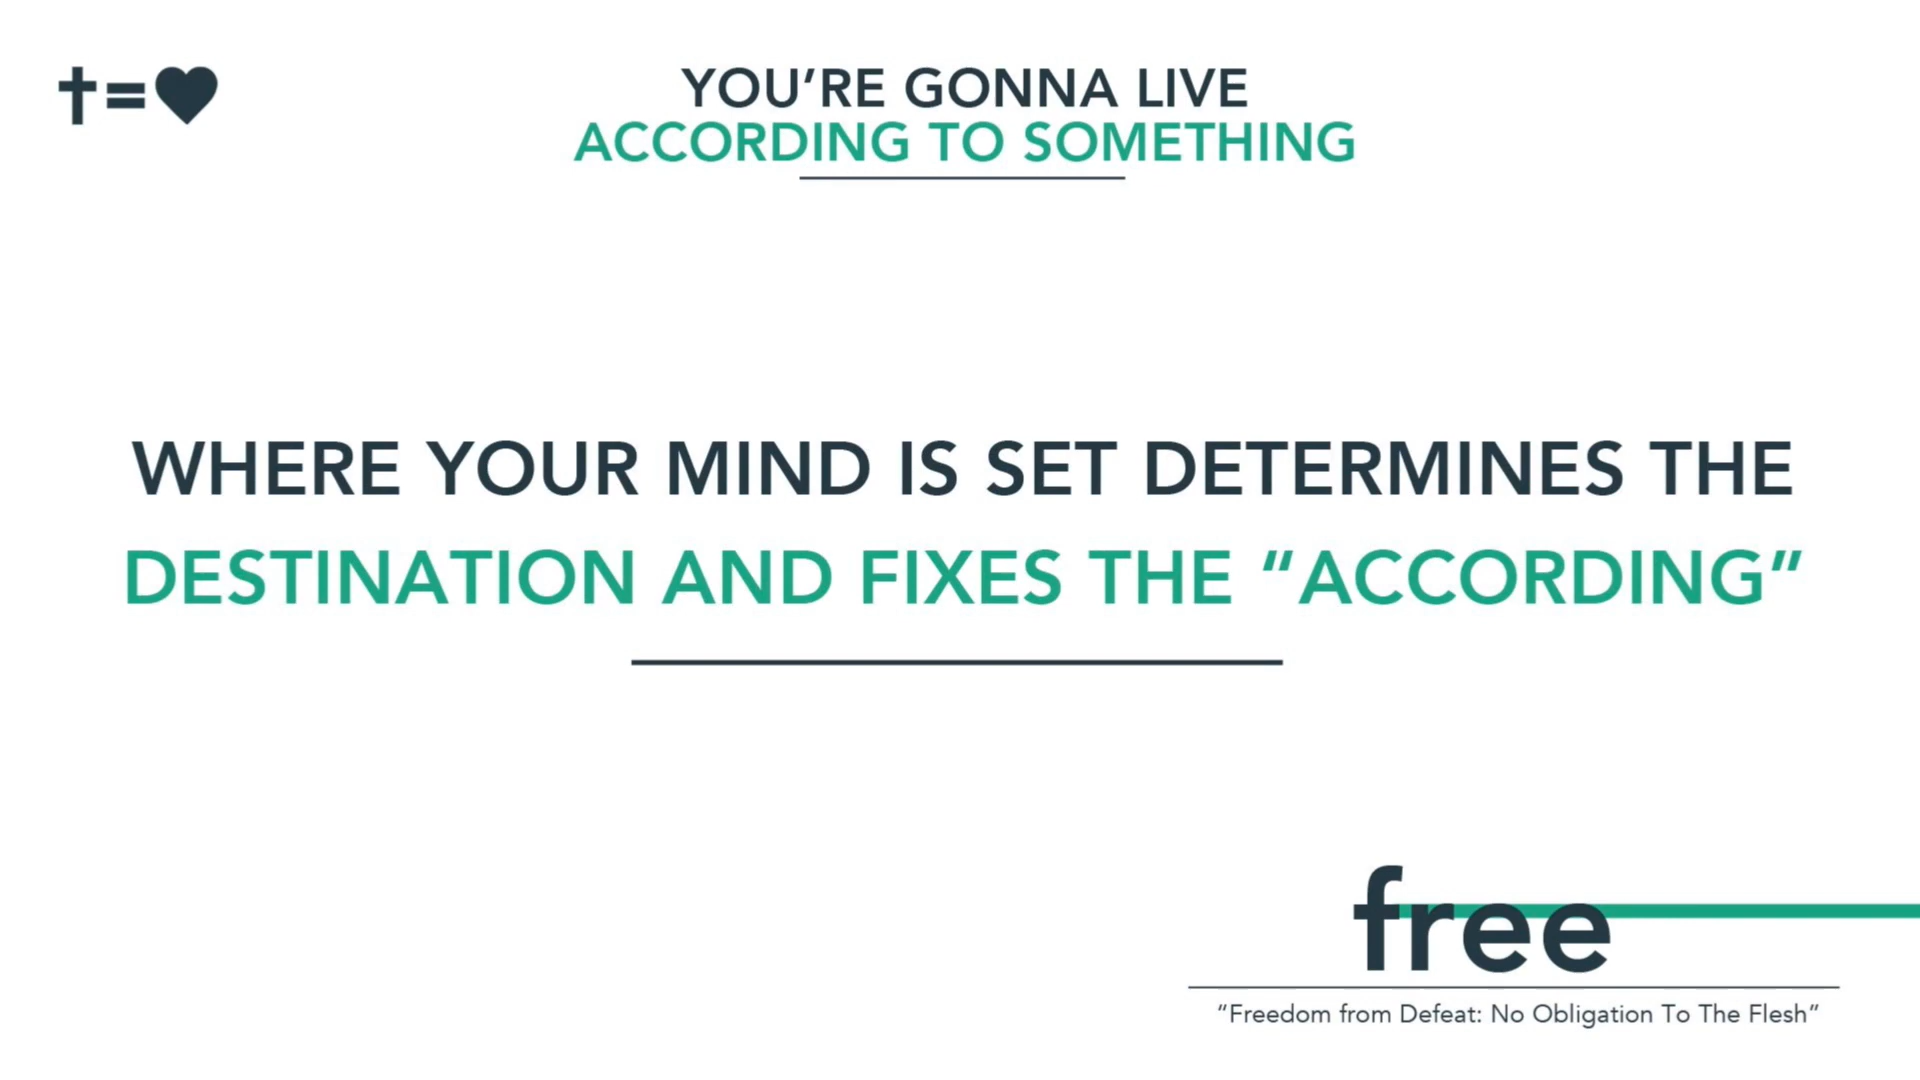 YOU’RE GONNA LIVE
ACCORDING TO SOMETHING
WHERE YOUR MIND IS SET DETERMINES THE
DESTINATION AND FIXES THE “ACCORDING”
free
“Freedom from Defeat: No Obligation To The Flesh”